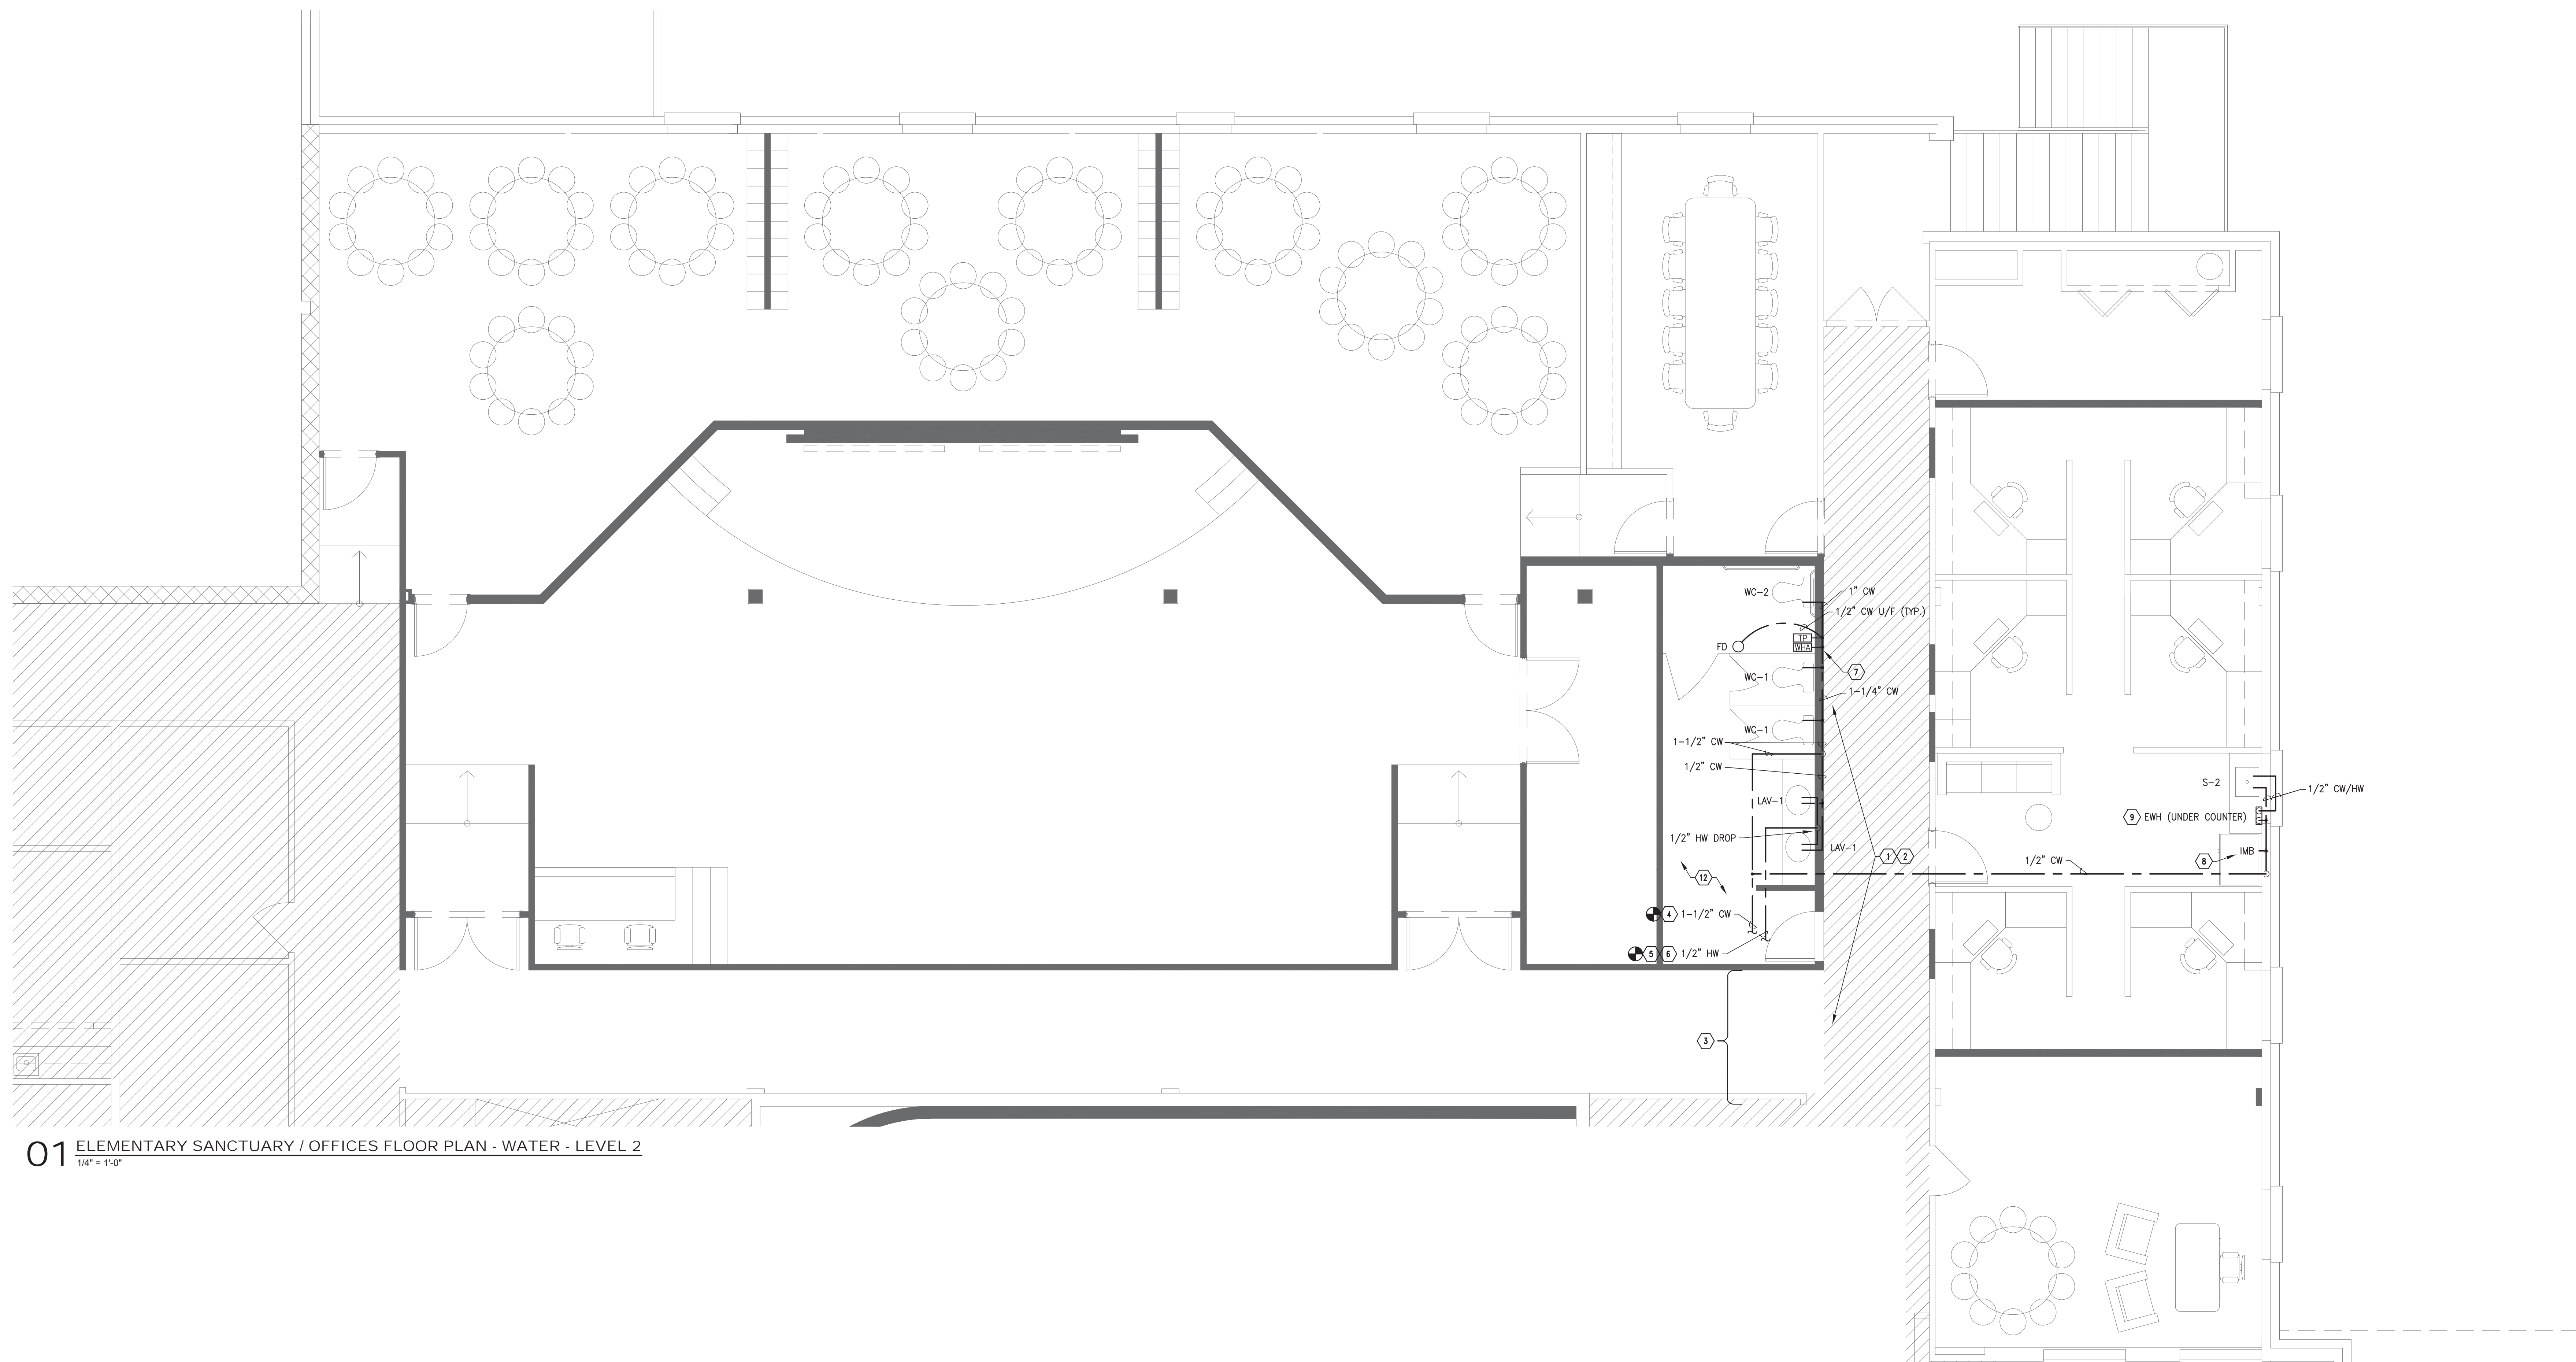 WC-2
1" CW
1/2" CW U/F (TYP.)
TP
FD
WHA
7
WC-1
1-1/4" CW
WC-1
1-1/2" CW
1/2" CW
S-2
1/2" CW/HW
LAV-1
9 EWH (UNDER COUNTER)
1/2" HW DROP
LAV-1
1 2
IMB
8
1/2" CW
12
4 1-1/2" CW
5 6 1/2" HW
3
01 ELEMENTARY SANCTUARY / OFFICES FLOOR PLAN - WATER - LEVEL 2
1/4" = 1'-0"